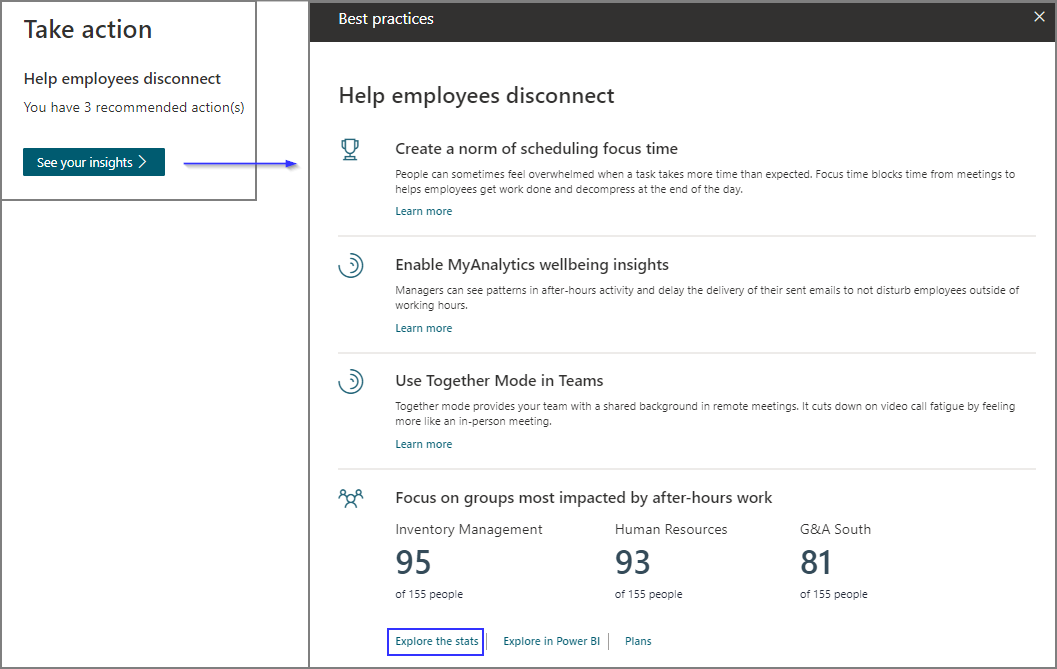 Take action
Help employees disconnect
You have 3 recommended action(s)
See your insights
Best practices
Help employees disconnect
Create a norm of scheduling focus time
People can sometimes feel overwhelmed when a task takes more time than expected. Focus time blocks time from meetings to
helps employees get work done and decompress at the end of the day.
Learn more
Enable MyAnalytics wellbeing insights
Managers can see patterns in after-hours activity and delay the delivery of their sent emails to not disturb employees outside of
working hours.
Learn more
Use Together Mode in Teams
Together mode provides your team with a shared background in remote meetings. It cuts down on video call fatigue by feeling
more like an in-person meeting.
Learn more
Focus on groups most impacted by after-hours work
Inventory Management Human Resources G&A South
95 93 81
of 155 people of 155 people of 155 people
Explore the stats Explore in Power BI Plans